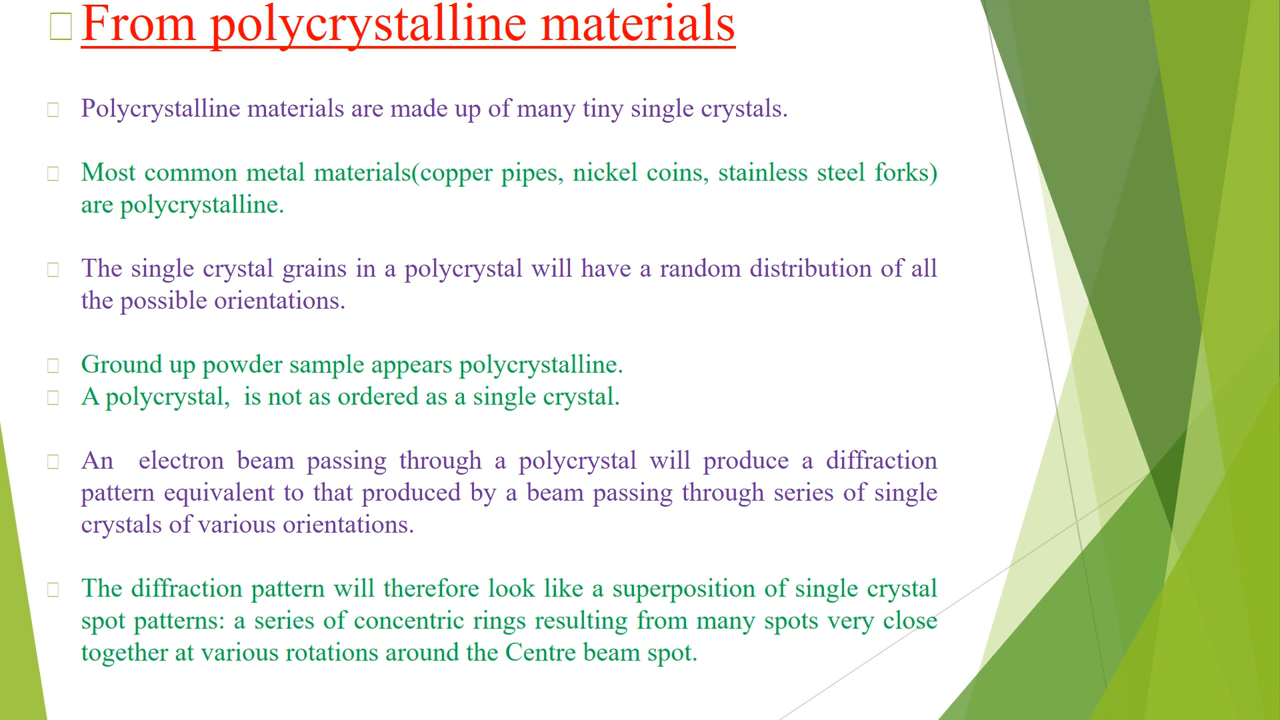 From polycrystalline materials
Polycrystalline materials are made up of many tiny single crystals.
Most common metal materials(copper pipes, nickel coins, stainless steel forks)
are polycrystalline.
The single crystal grains in a polycrystal will have a random distribution of all
the possible orientations.
Ground up powder sample appears polycrystalline.
A polycrystal,  is not as ordered as a single crystal.
An  electron beam passing through a polycrystal will produce a diffraction
pattern equivalent to that produced by a beam passing through series of single
crystals of various orientations.
The diffraction pattern will therefore look like a superposition of single crystal
spot patterns: a series of concentric rings resulting from many spots very close
together at various rotations around the Centre beam spot.